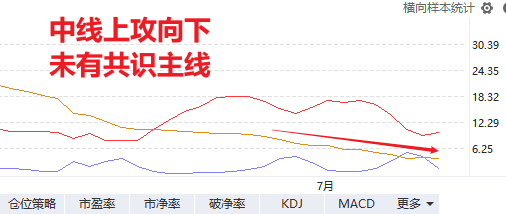 横向样本统计
中线上攻向下
未有共识主线
30.39
24.35
18.32
12.29
6.25
7月
仓位策略 市盈率 市净率 破净率 KDJ MACD 更多